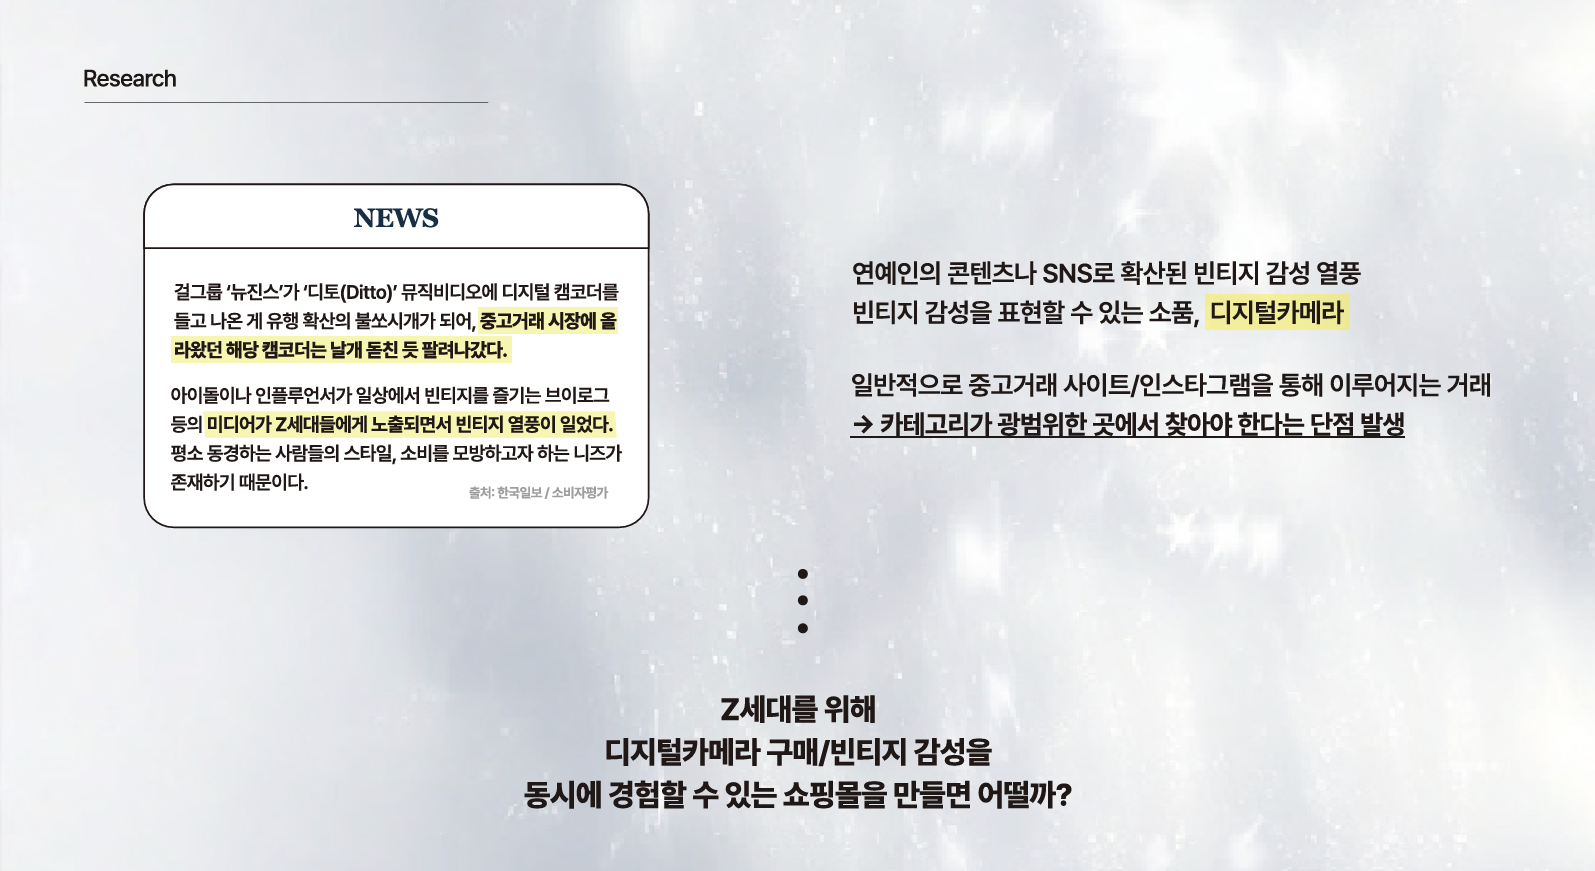 Research
NEWS
걸그룹 ‘뉴진스’가 ‘디토(Ditto)’ 뮤직비디오에 디지털 캠코더를
들고 나온 게 유행 확산의 불쏘시개가 되어, 중고거래 시장에 올
라왔던 해당 캠코더는 날개 돋친 듯 팔려나갔다.
아이돌이나 인플루언서가 일상에서 빈티지를 즐기는 브이로그
등의 미디어가 Z세대들에게 노출되면서 빈티지 열풍이 일었다.
평소 동경하는 사람들의 스타일, 소비를 모방하고자 하는 니즈가
존재하기 때문이다.
출처: 한국일보 / 소비자평가
연예인의 콘텐츠나 SNS로 확산된 빈티지 감성 열풍
빈티지 감성을 표현할 수 있는 소품, 디지털카메라
일반적으로 중고거래 사이트/인스타그램을 통해 이루어지는 거래
→ 카테고리가 광범위한 곳에서 찾아야 한다는 단점 발생
Z세대를 위해
디지털카메라 구매/빈티지 감성을
동시에 경험할 수 있는 쇼핑몰을 만들면 어떨까?